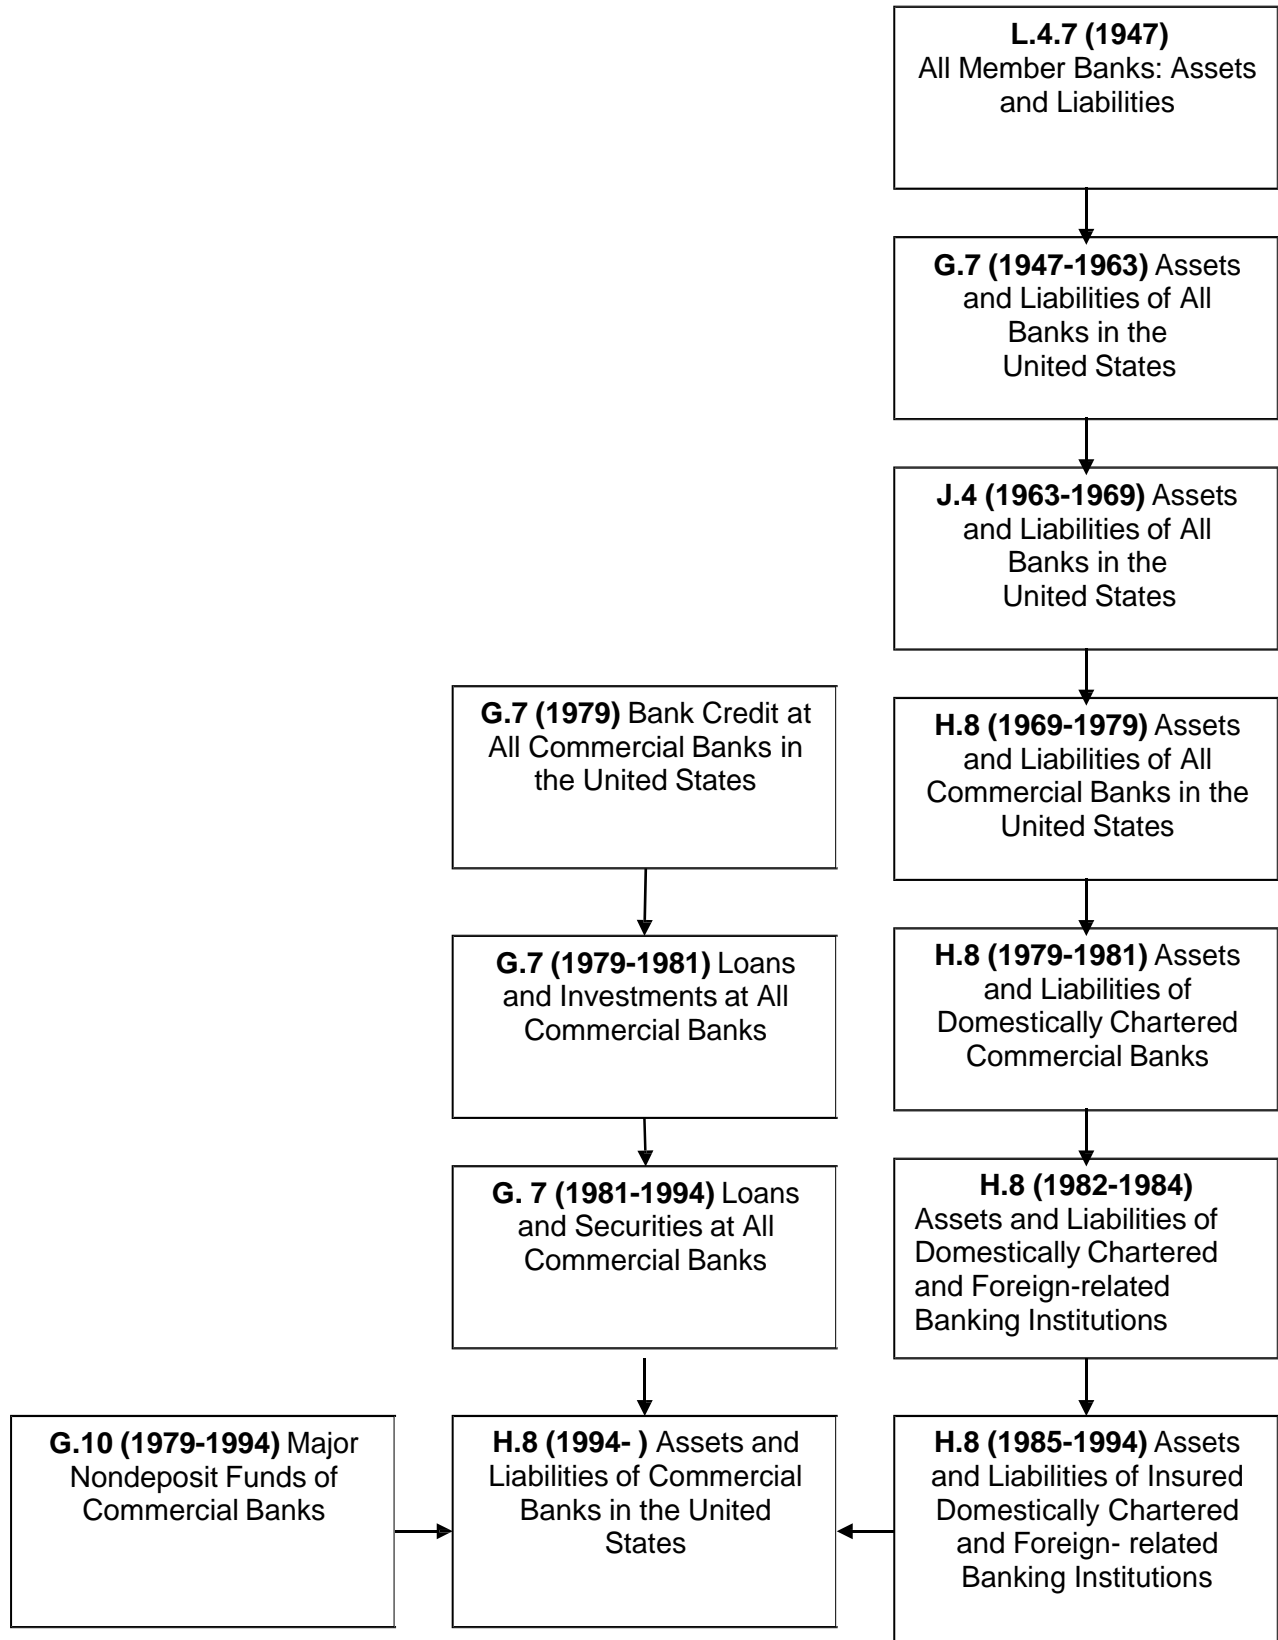 L.4.7 (1947)
All Member Banks: Assets
and Liabilities
G.7 (1947-1963) Assets
and Liabilities of All
Banks in the
United States
J.4 (1963-1969) Assets
and Liabilities of All
Banks in the
United States
G.7 (1979) Bank Credit at
All Commercial Banks in
the United States
H.8 (1969-1979) Assets
and Liabilities of All
Commercial Banks in the
United States
G.7 (1979-1981) Loans
and Investments at All
Commercial Banks
H.8 (1979-1981) Assets
and Liabilities of
Domestically Chartered
Commercial Banks
G. 7 (1981-1994) Loans
and Securities at All
Commercial Banks
H.8 (1982-1984)
Assets and Liabilities of
Domestically Chartered
and Foreign-related
Banking Institutions
G.10 (1979-1994) Major
Nondeposit Funds of
Commercial Banks
H.8 (1994- ) Assets and
Liabilities of Commercial
Banks in the United
States
H.8 (1985-1994) Assets
and Liabilities of Insured
Domestically Chartered
and Foreign- related
Banking Institutions